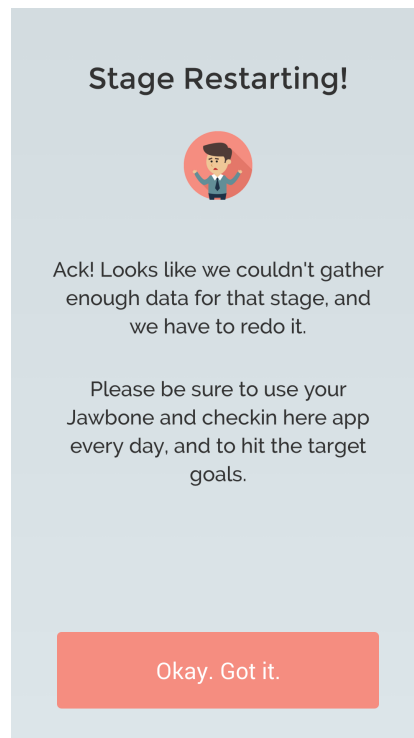 Stage Restarting!
Ack! Looks like we couldn't gather
enough data for that stage, and
we have to redo it.
Please be sure to use your
Jawbone and checkin here app
every day, and to hit the target
goals.
Okay. Got it.